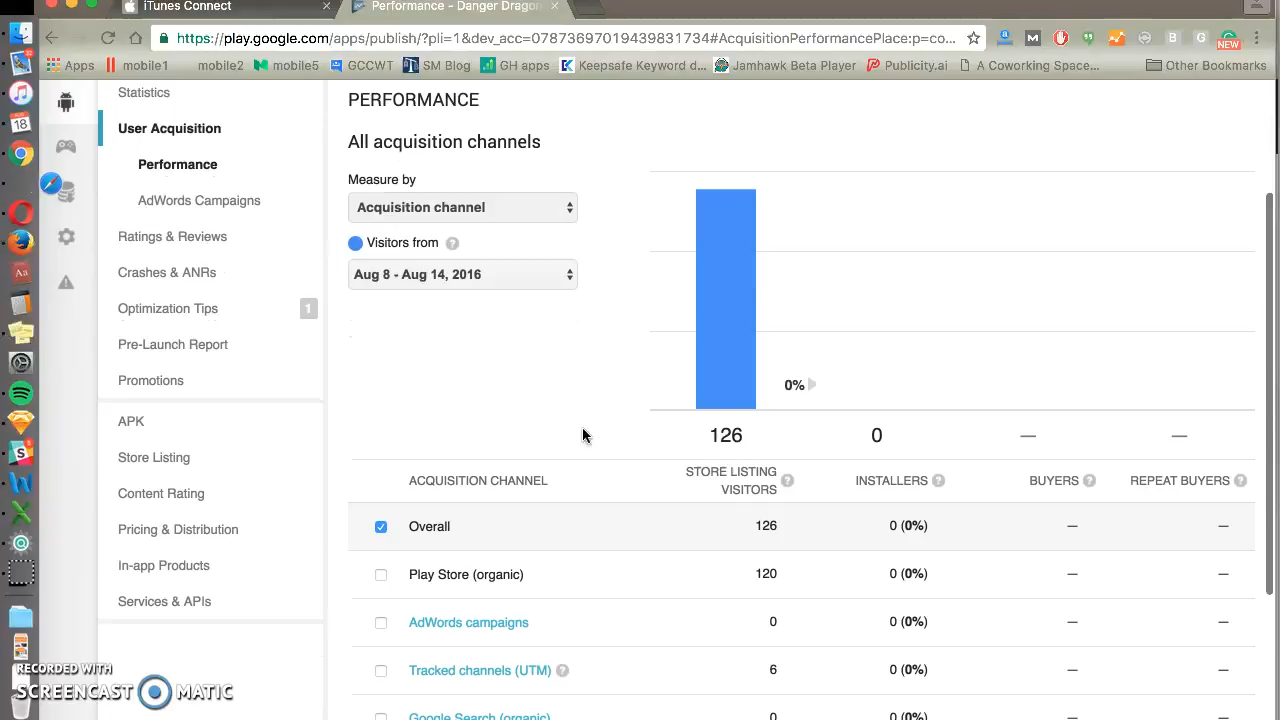 iTunes Connect
Performance - Danger Dragon
https://play.google.com/apps/publish/?pli=1&dev_acc=07873697019439831734#AcquisitionPerformancePlace:p=co...
NEW
Apps
mobile1
mobile2
mobile5
GCCWT
SM Blog
GH apps
Keepsafe Keyword d...
Jamhawk Beta Player
Publicity.ai
A Coworking Space...
Other Bookmarks
18
Statistics
User Acquisition
Performance
AdWords Campaigns
Ratings & Reviews
Crashes & ANRs
Optimization Tips
1
Pre-Launch Report
Promotions
APK
Store Listing
Content Rating
Pricing & Distribution
In-app Products
Services & APIs
PERFORMANCE
All acquisition channels
Measure by
Acquisition channel
Visitors from
Aug 8 - Aug 14, 2016
0%
126 0 — —
ACQUISITION CHANNEL STORE LISTING VISITORS INSTALLERS BUYERS REPEAT BUYERS
Overall 126 0 (0%) — —
Play Store (organic) 120 0 (0%) — —
AdWords campaigns 0 0 (0%) — —
Tracked channels (UTM) 6 0 (0%) — —
Google Search (organic) 0 0 (0%) — —
RECORDED WITH
SCREENCAST MATIC